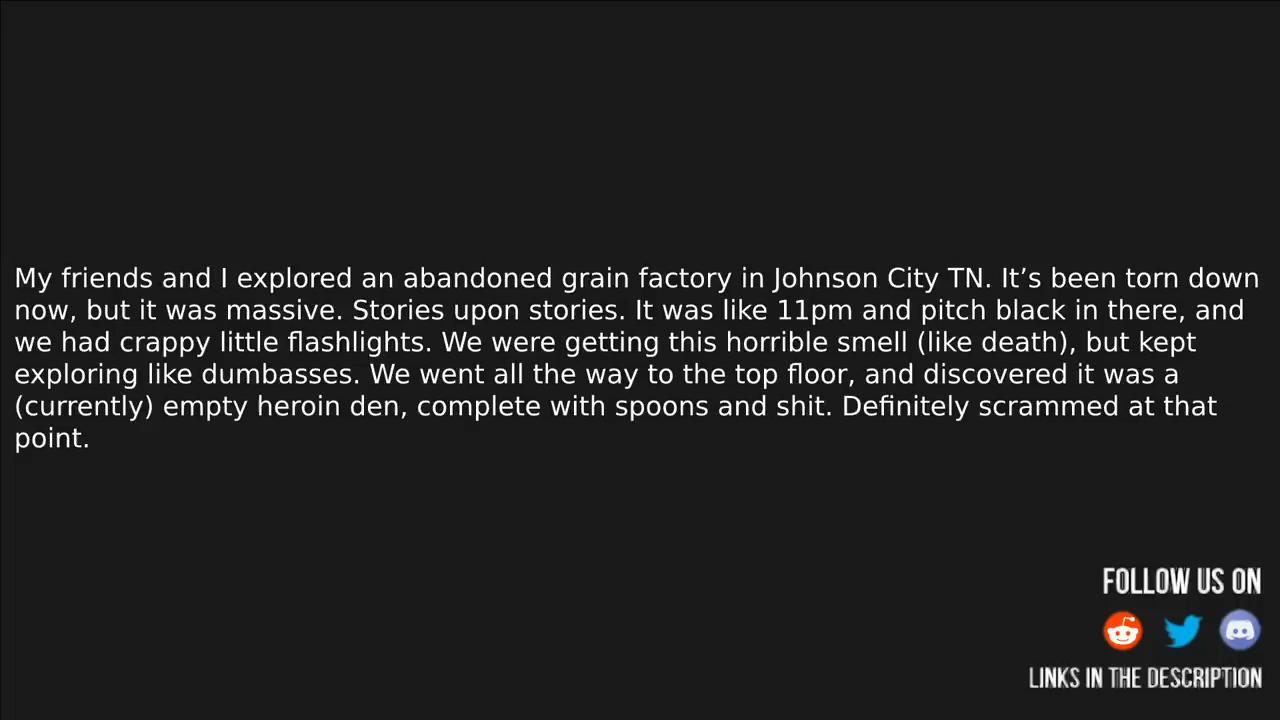 My friends and I explored an abandoned grain factory in Johnson City TN. It’s been torn down
now, but it was massive. Stories upon stories. It was like 11pm and pitch black in there, and
we had crappy little flashlights. We were getting this horrible smell (like death), but kept
exploring like dumbasses. We went all the way to the top floor, and discovered it was a
(currently) empty heroin den, complete with spoons and shit. Definitely scrammed at that
point.
FOLLOW US ON
LINKS IN THE DESCRIPTION